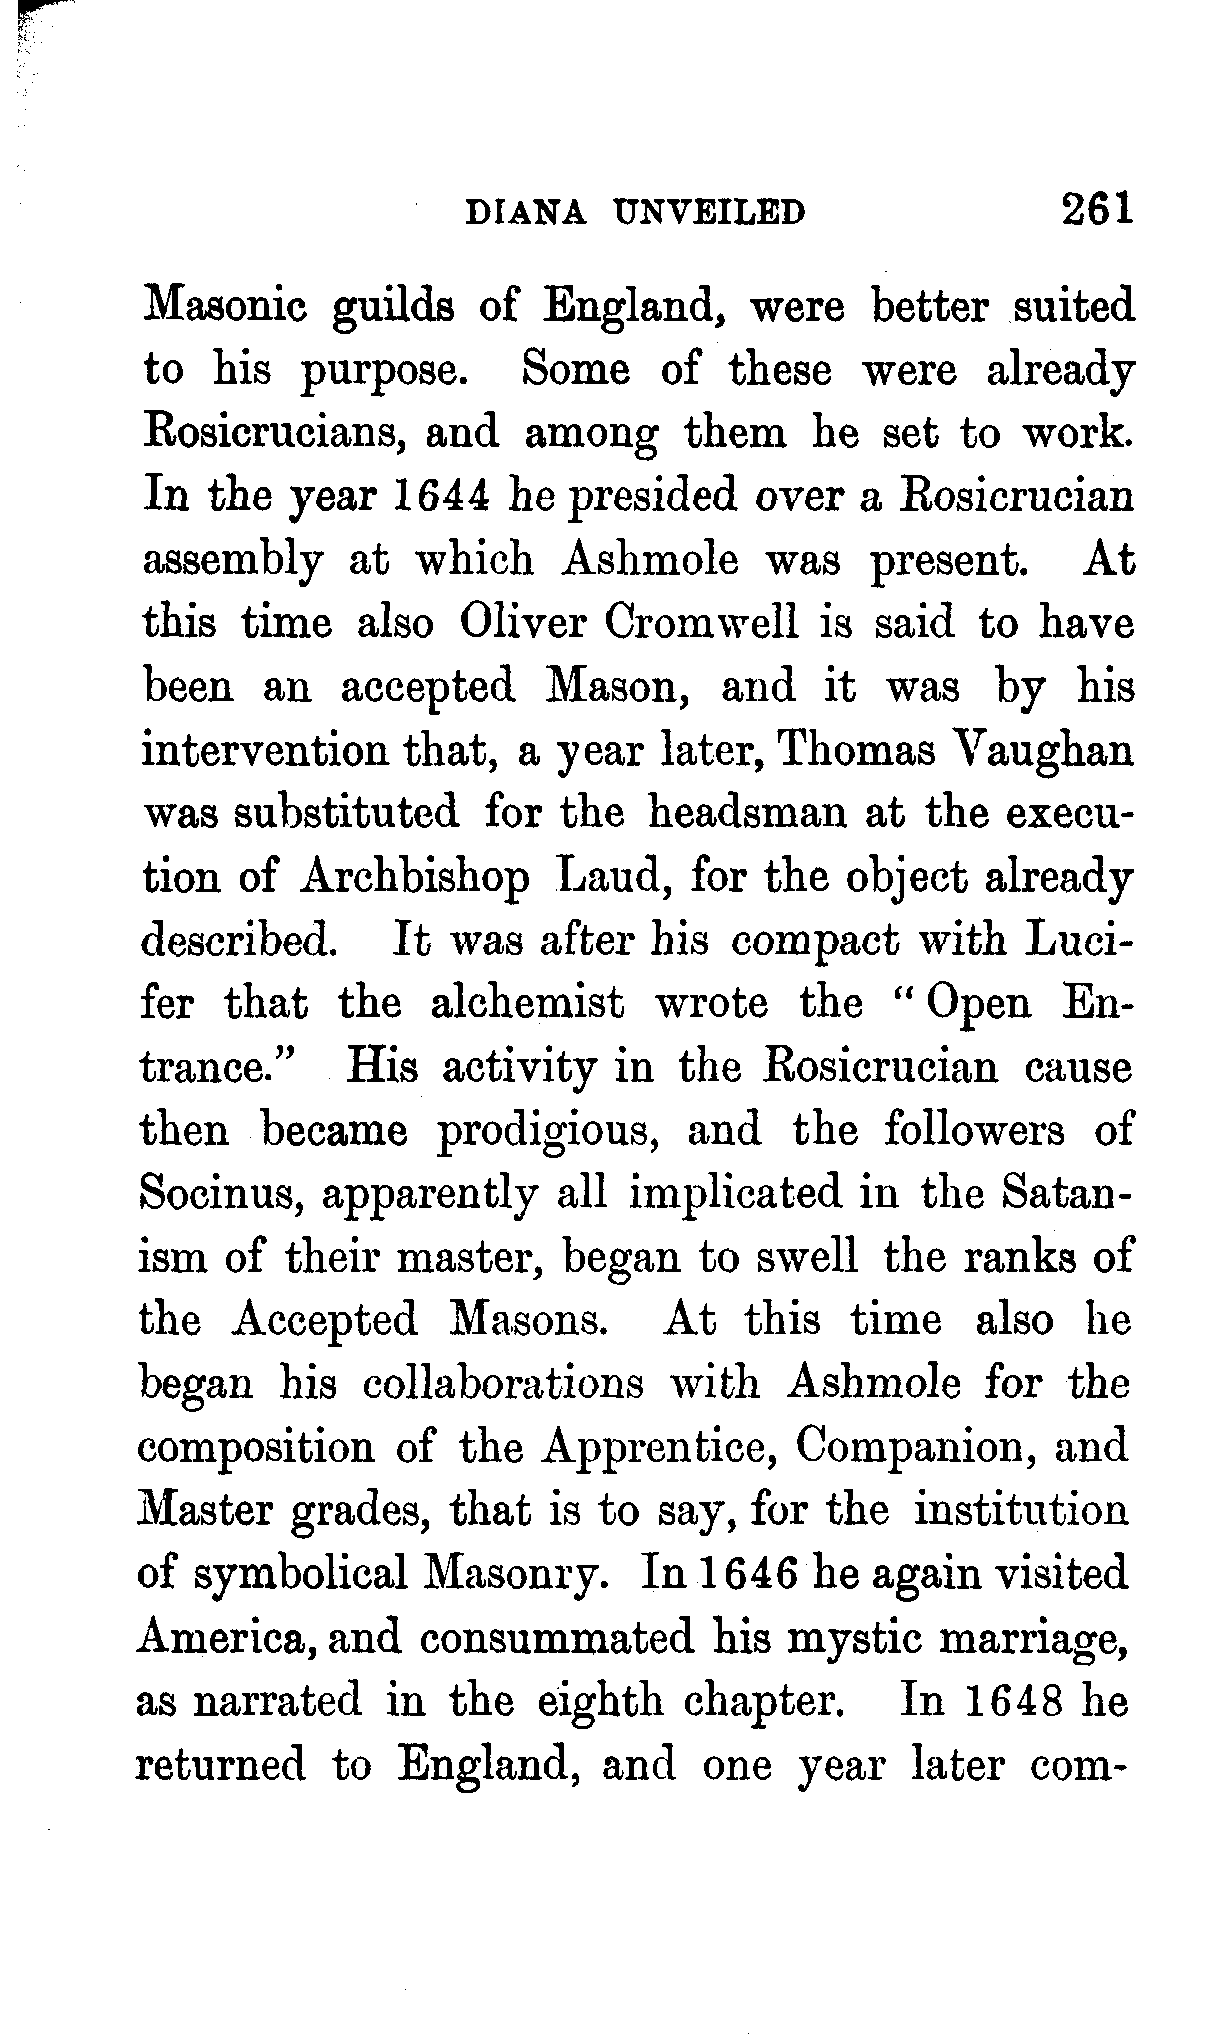 DIANA UNVEILED 261
Masonic guilds of England, were better suited
to his purpose. Some of these were already
Rosicrucians, and among them he set to work.
In the year 1644 he presided over a Rosicrucian
assembly at which Ashmole was present. At
this time also Oliver Cromwell is said to have
been an accepted Mason, and it was by his
intervention that, a year later, Thomas Vaughan
was substituted for the headsman at the execu-
tion of Archbishop Laud, for the object already
described. It was after his compact with Luci-
fer that the alchemist wrote the “ Open En-
trance.” His activity in the Rosicrucian cause
then became prodigious, and the followers of
Socinus, apparently all implicated in the Satan-
ism of their master, began to swell the ranks of
the Accepted Masons. At this time also he
began his collaborations with Ashmole for the
composition of the Apprentice, Companion, and
Master grades, that is to say, for the institution
of symbolical Masonry. In 1646 he again visited
America, and consummated his mystic marriage,
as narrated in the eighth chapter. In 1648 he
returned to England, and one year later com-